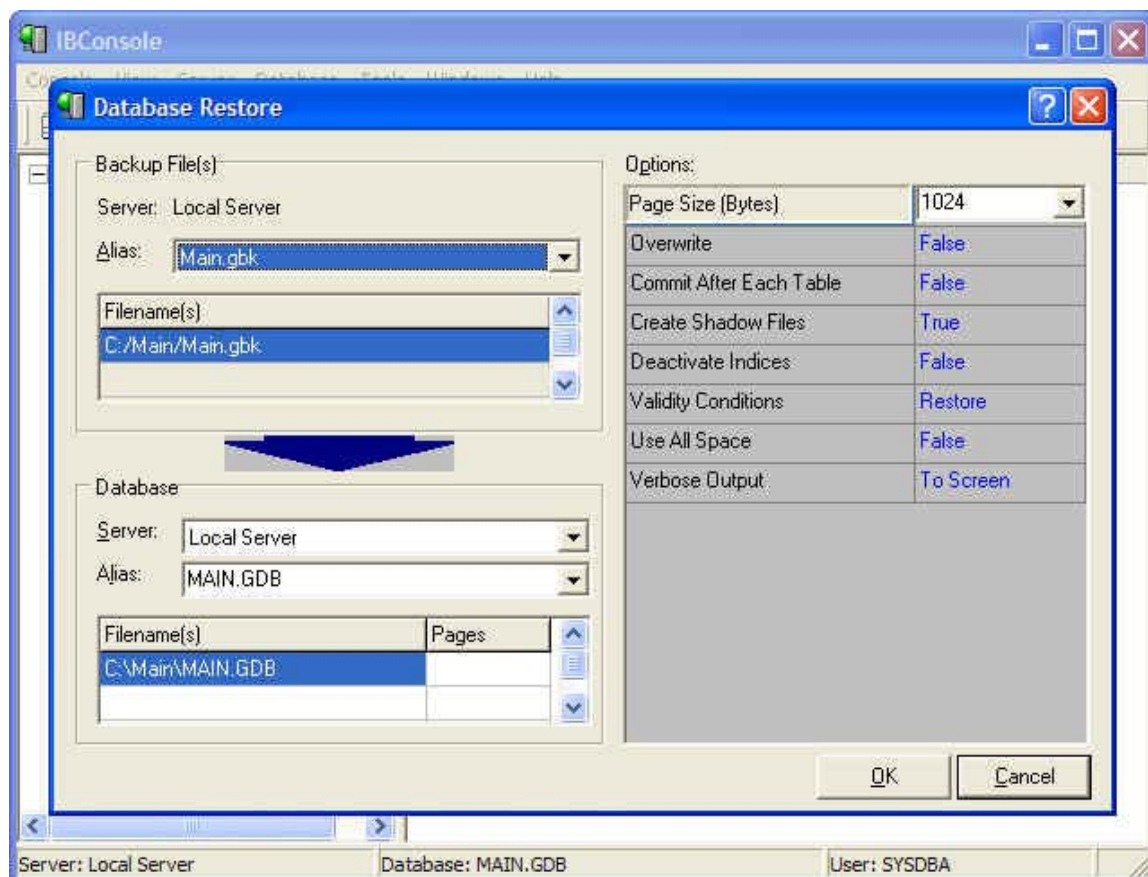 IBConsole
Database Restore
Backup File(s)
Server: Local Server
Alias: Main.gbk
Filename(s)
C:/Main/Main.gbk
Database
Server: Local Server
Alias: MAIN.GDB
Filename(s) Pages
C:\Main\MAIN.GDB
Options:
Page Size (Bytes) 1024
Overwrite False
Commit After Each Table False
Create Shadow Files True
Deactivate Indices False
Validity Conditions Restore
Use All Space False
Verbose Output To Screen
OK Cancel
Server: Local Server Database: MAIN.GDB User: SYSDBA